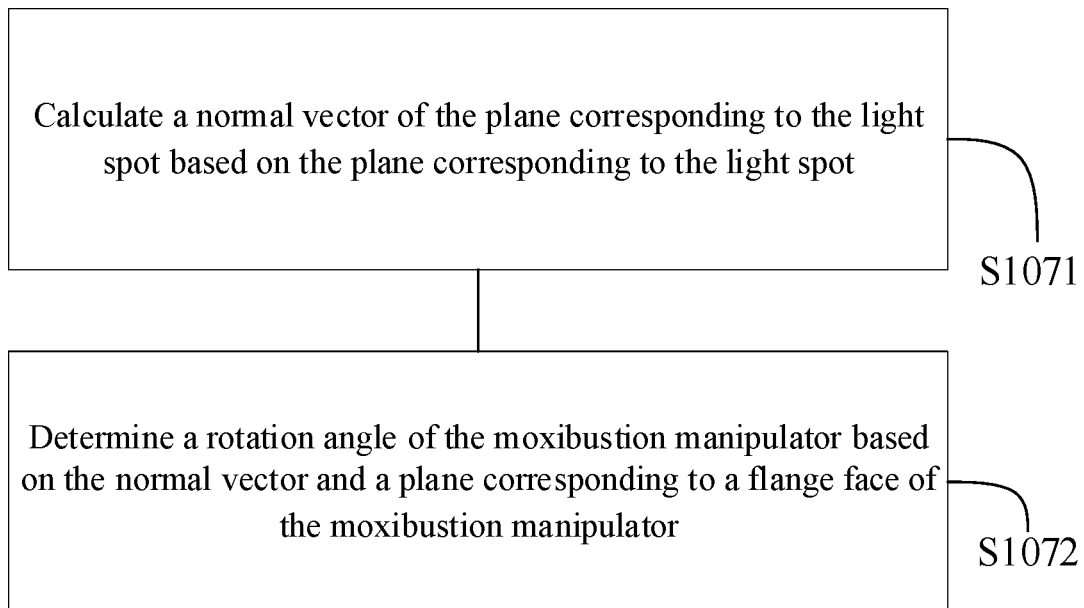 Calculate a normal vector of the plane corresponding to the light
spot based on the plane corresponding to the light spot
S1071
Determine a rotation angle of the moxibustion manipulator based
on the normal vector and a plane corresponding to a flange face of
the moxibustion manipulator
S1072